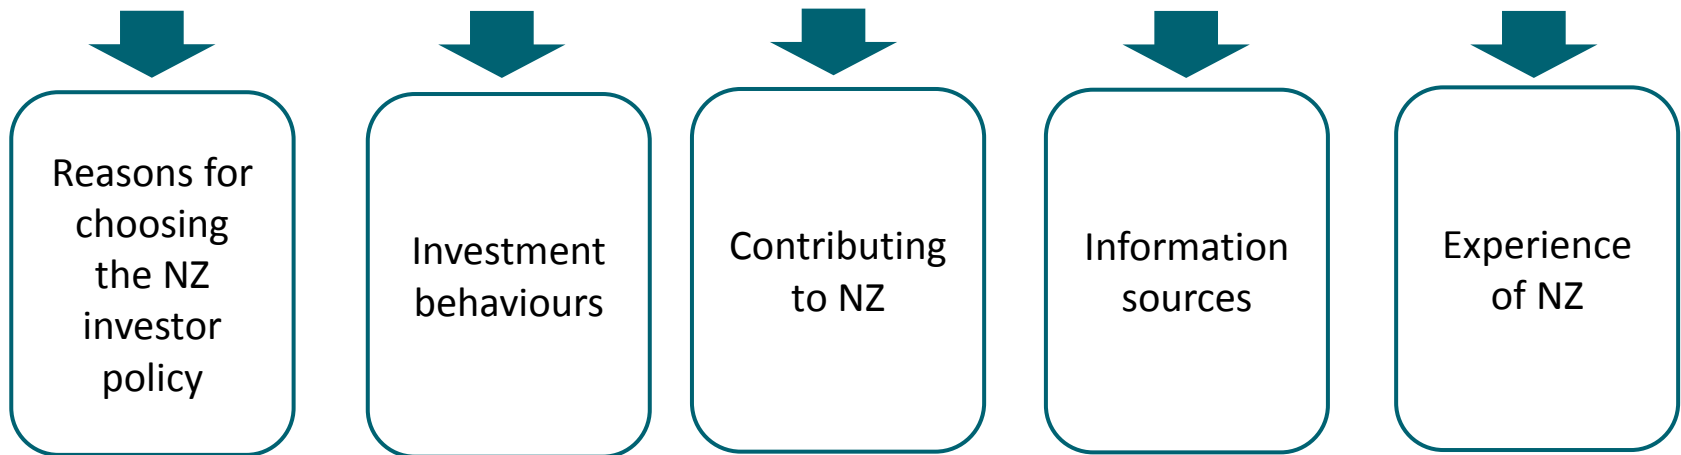 Reasons for
choosing
the NZ
investor
policy
Investment
behaviours
Contributing
to NZ
Information
sources
Experience
of NZ